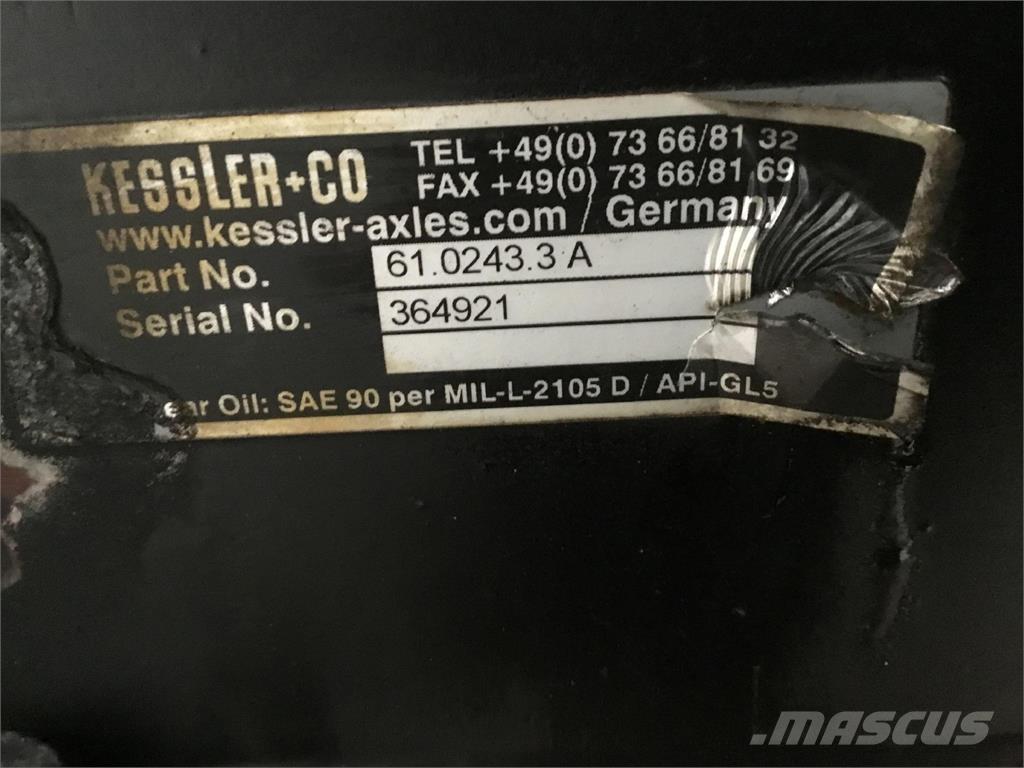 KESSLER+CO
TEL +49(0) 73 66/81 32
FAX +49(0) 73 66/81 69
www.kessler-axles.com / Germany
Part No. 61.0243.3 A
Serial No. 364921
Oil: SAE 90 per MIL-L-2105 D / API-GL5
MASCUS